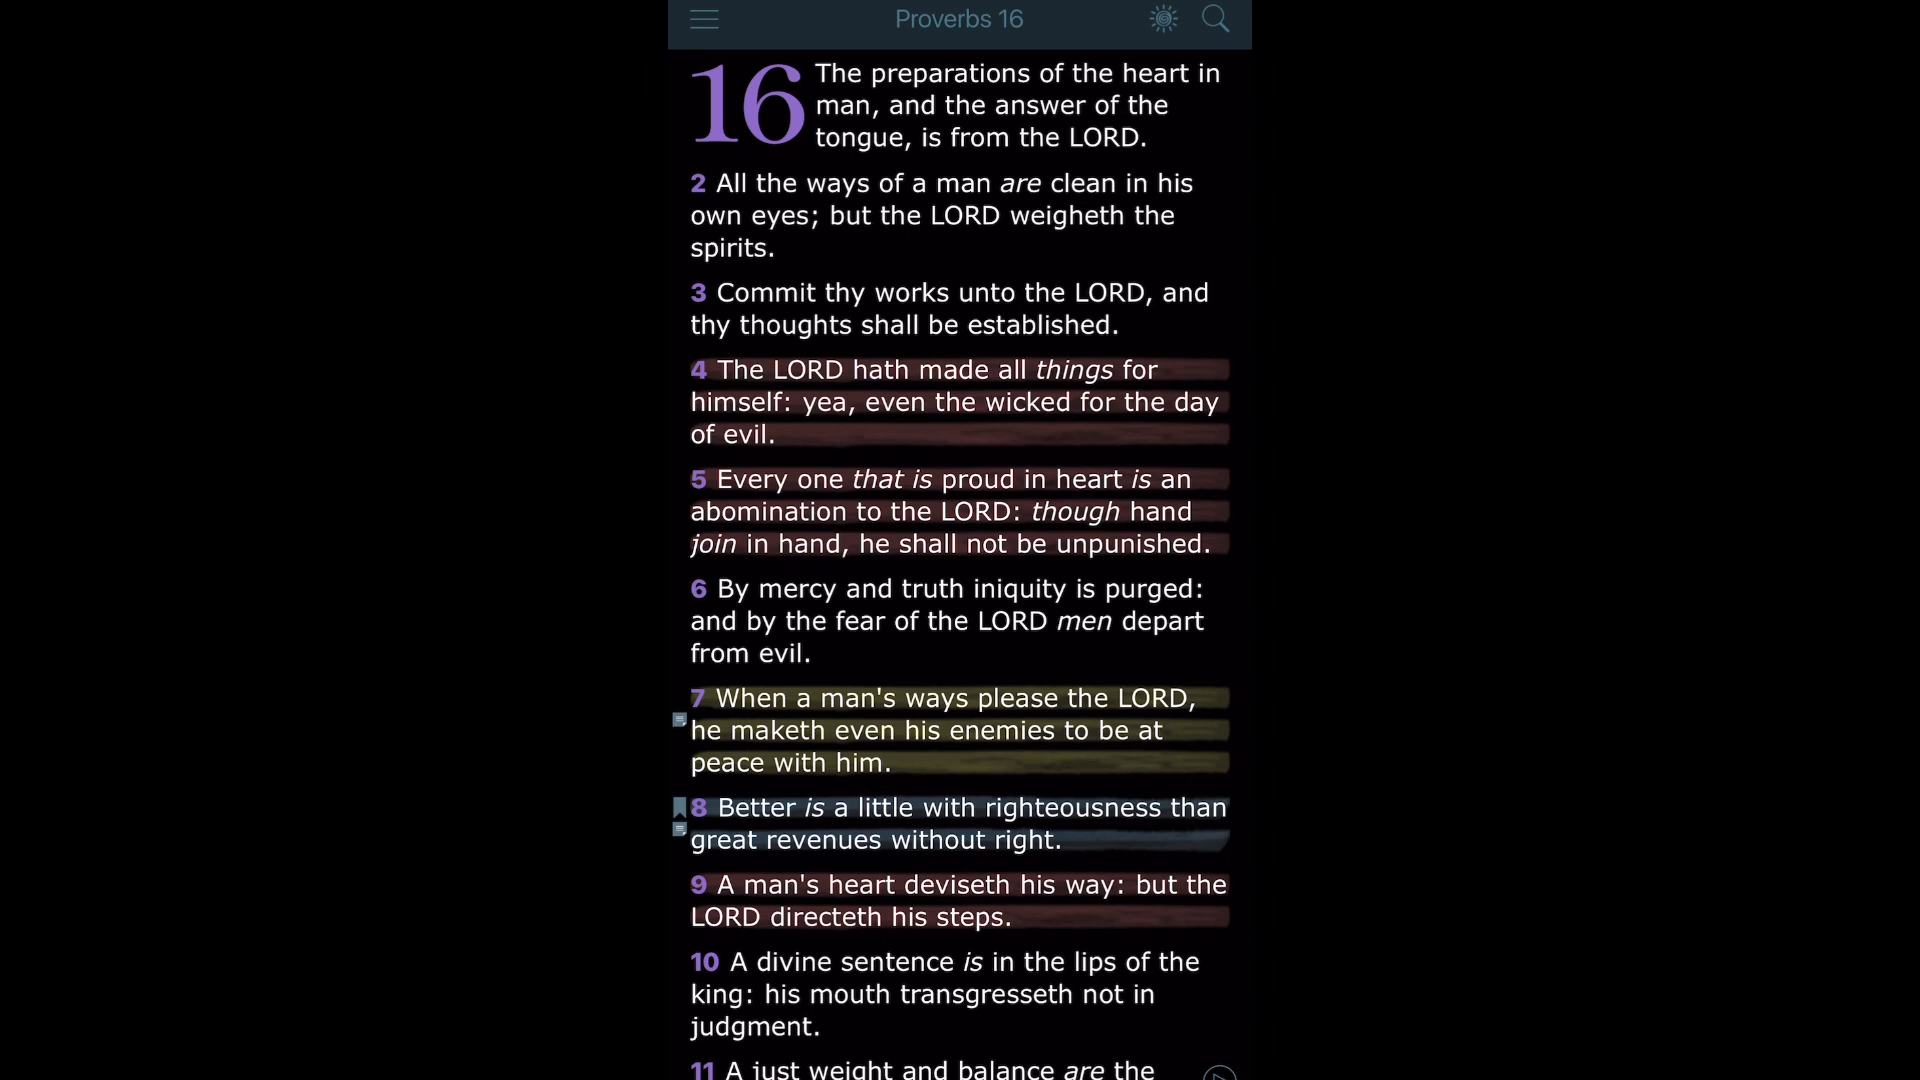 Proverbs 16
16 The preparations of the heart in
man, and the answer of the
tongue, is from the LORD.
2 All the ways of a man are clean in his
own eyes; but the LORD weigheth the
spirits.
3 Commit thy works unto the LORD, and
thy thoughts shall be established.
4 The LORD hath made all things for
himself: yea, even the wicked for the day
of evil.
5 Every one that is proud in heart is an
abomination to the LORD: though hand
join in hand, he shall not be unpunished.
6 By mercy and truth iniquity is purged:
and by the fear of the LORD men depart
from evil.
7 When a man's ways please the LORD,
he maketh even his enemies to be at
peace with him.
8 Better is a little with righteousness than
great revenues without right.
9 A man's heart deviseth his way: but the
LORD directeth his steps.
10 A divine sentence is in the lips of the
king: his mouth transgresseth not in
judgment.
11 A just weight and balance are the